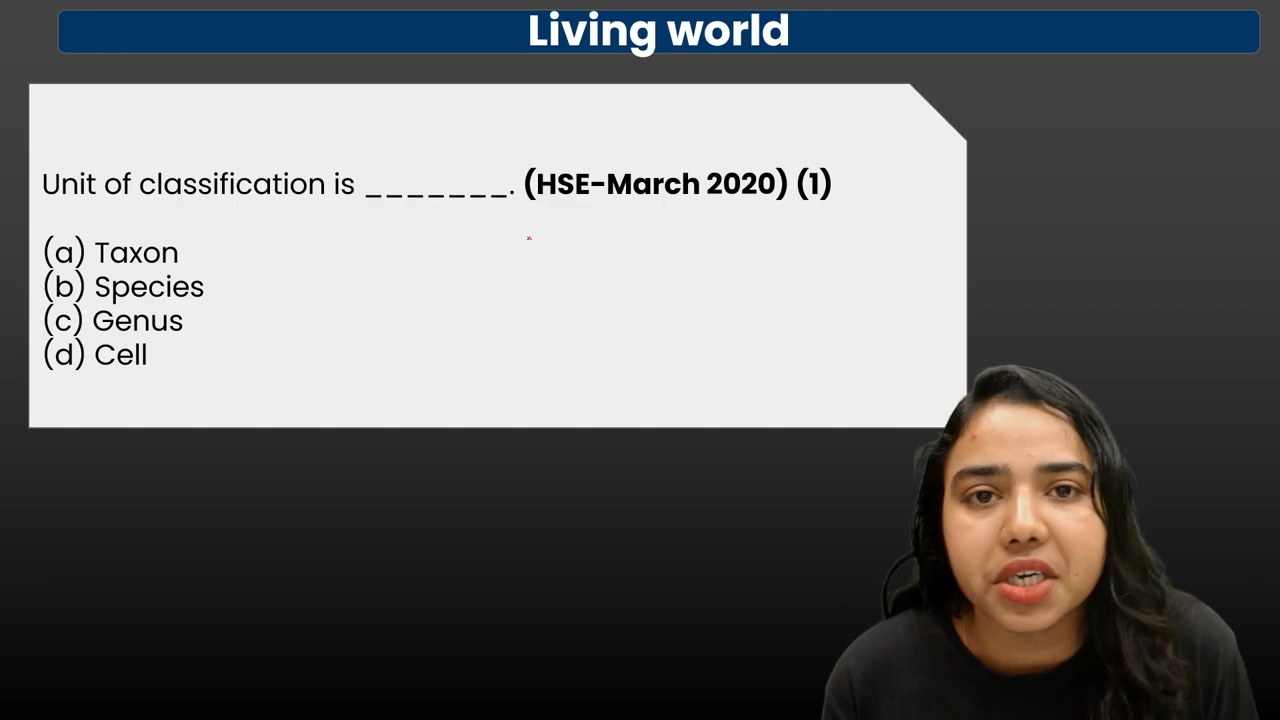 Living world
Unit of classification is _______. (HSE-March 2020) (1)
(a) Taxon
(b) Species
(c) Genus
(d) Cell